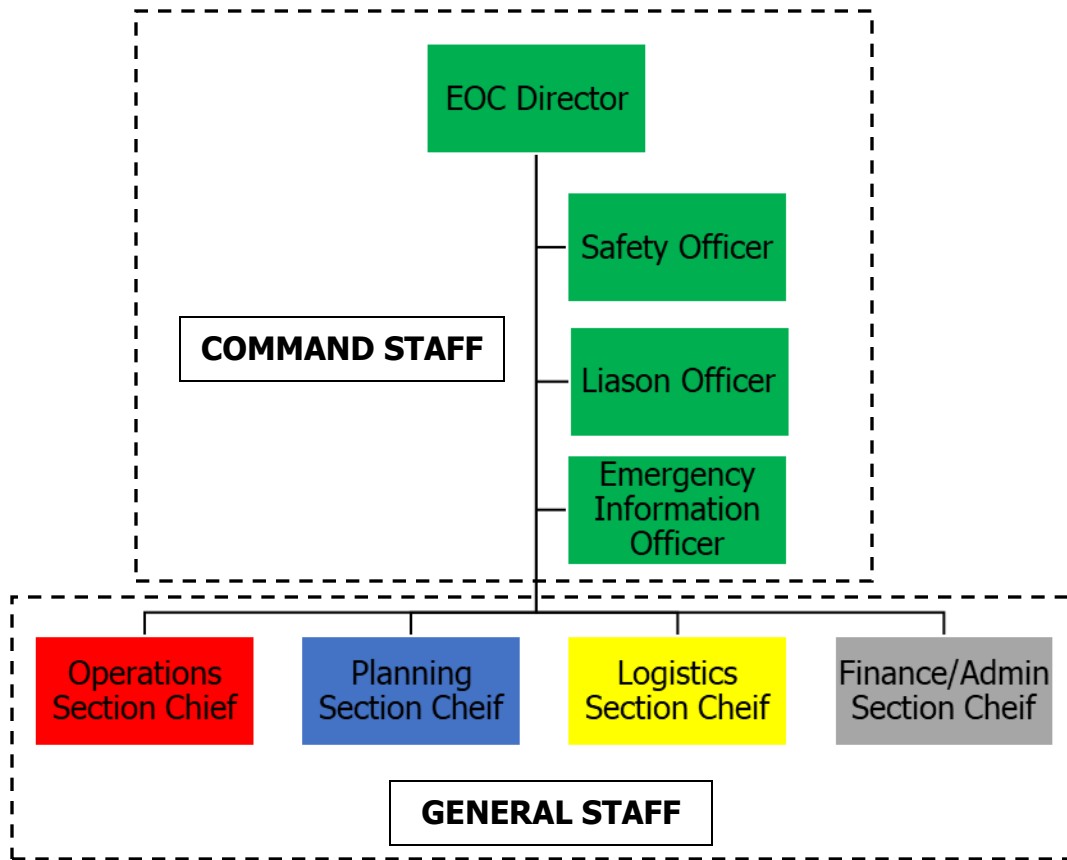 EOC Director
Safety Officer
COMMAND STAFF
Liason Officer
Emergency
Information
Officer
Operations
Section Chief
Planning
Section Cheif
Logistics
Section Cheif
Finance/Admin
Section Cheif
GENERAL STAFF